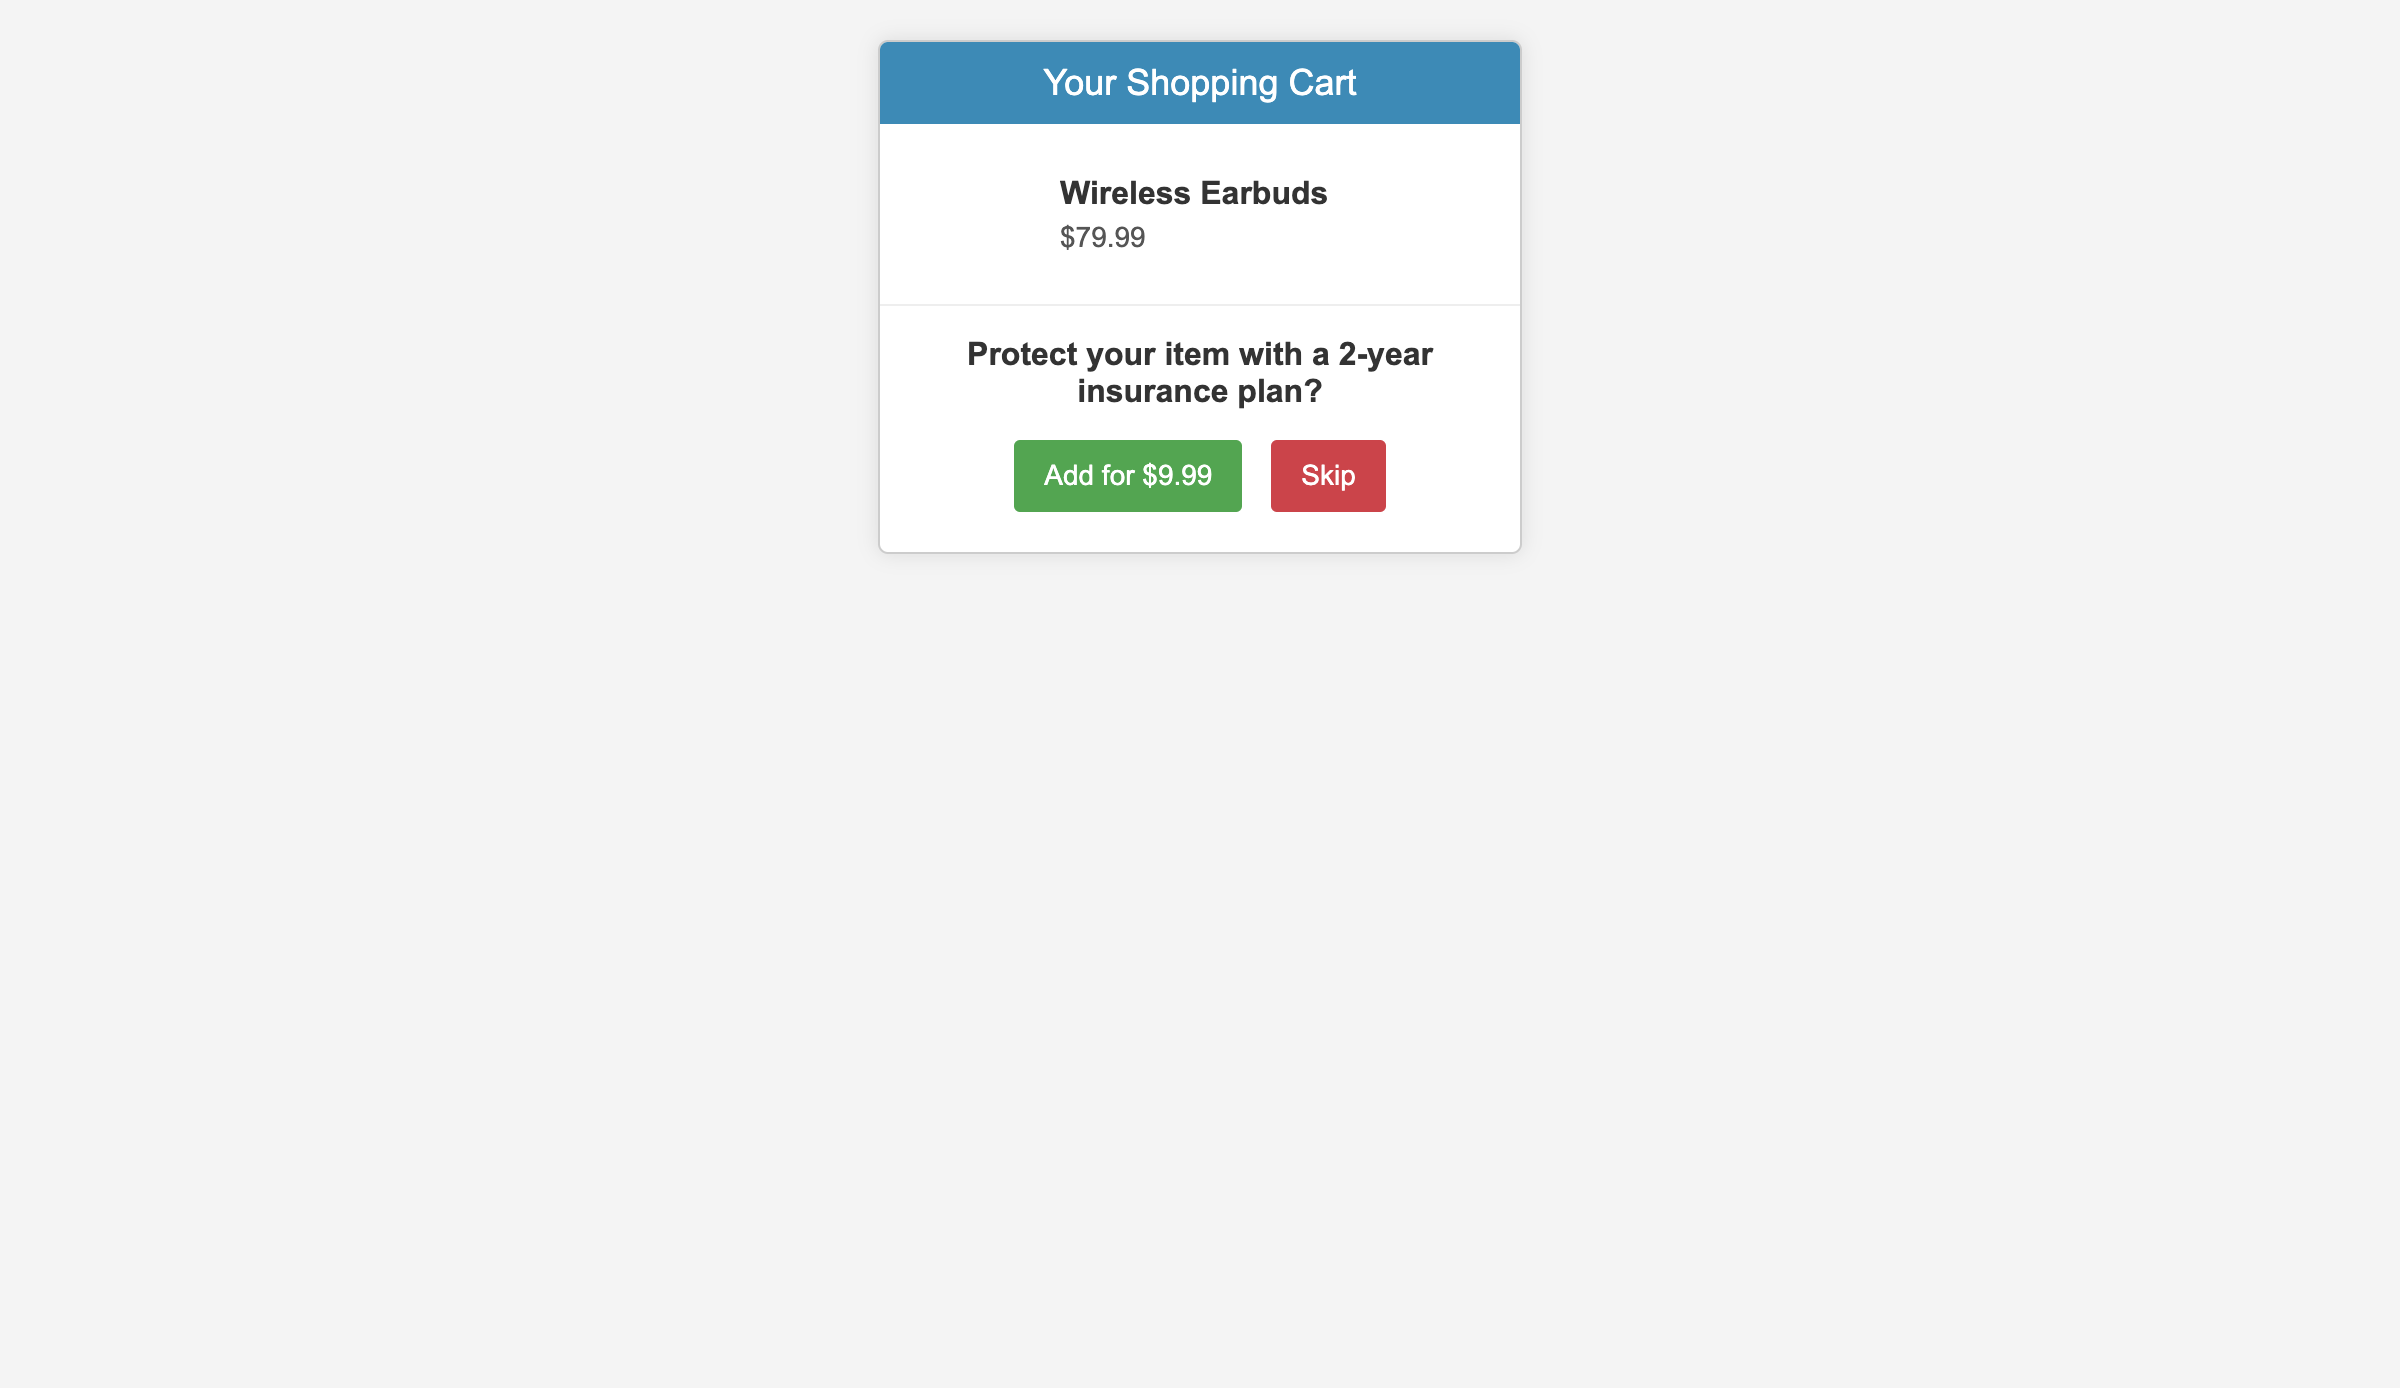 Your Shopping Cart
Wireless Earbuds
$79.99
Protect your item with a 2-year
insurance plan?
Add for $9.99
Skip